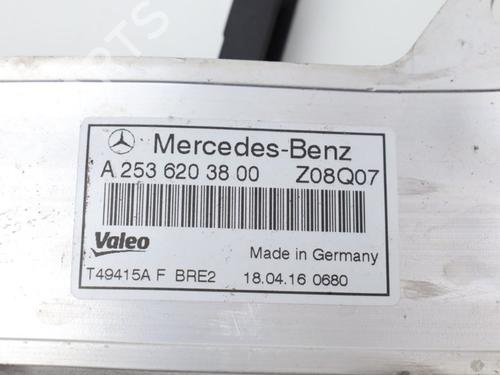 Mercedes-Benz
A 253 620 38 00 Z08Q07
Valeo Made in Germany
T49415A F BRE2 18.04.16 0680